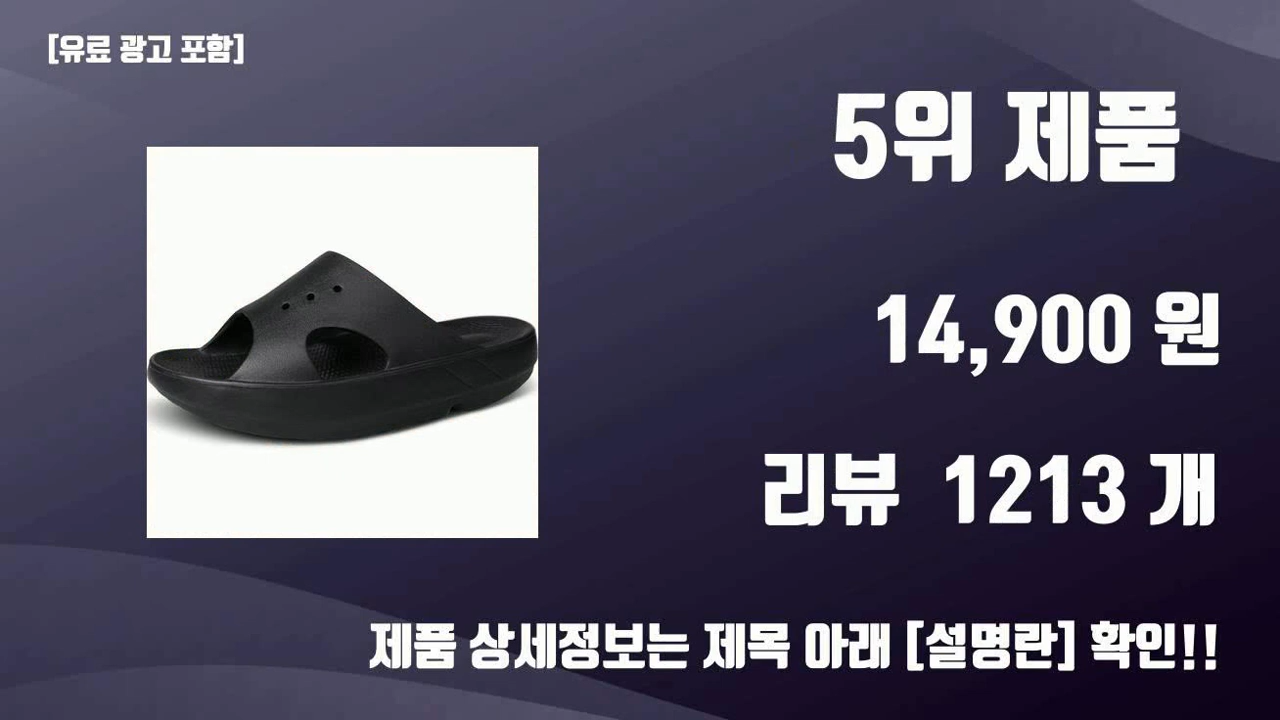 [유료 광고 포함]
5위 제품
14,900 원
리뷰 1213 개
제품 상세정보는 제목 아래 [설명란] 확인!!